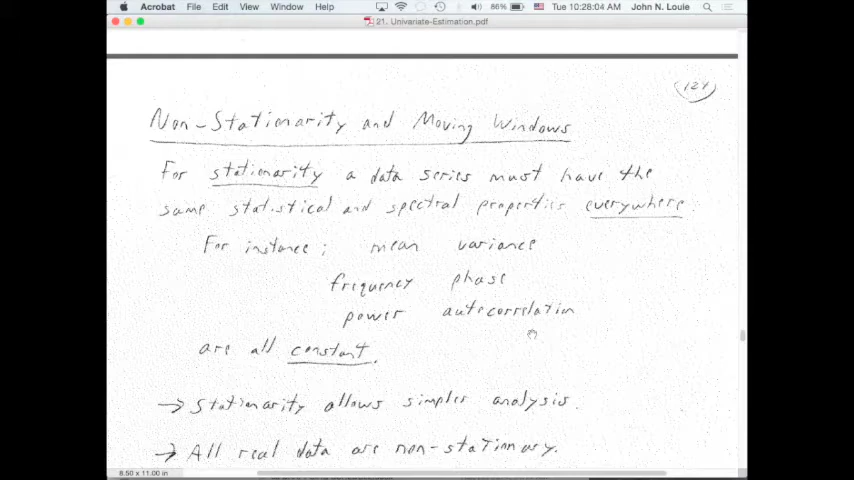 Acrobat File Edit View Window Help 86% Tue 10:28:04 AM John N. Louie
21. Univariate-Estimation.pdf
124
Non-Stationarity and Moving Windows
For stationarity a data series must have the
same statistical and spectral properties everywhere.
For instance; mean variance
frequency phase
power autocorrelation
are all constant.
→ Stationarity allows simpler analysis.
→ All real data are non-stationary.
8.50 x 11.00 in